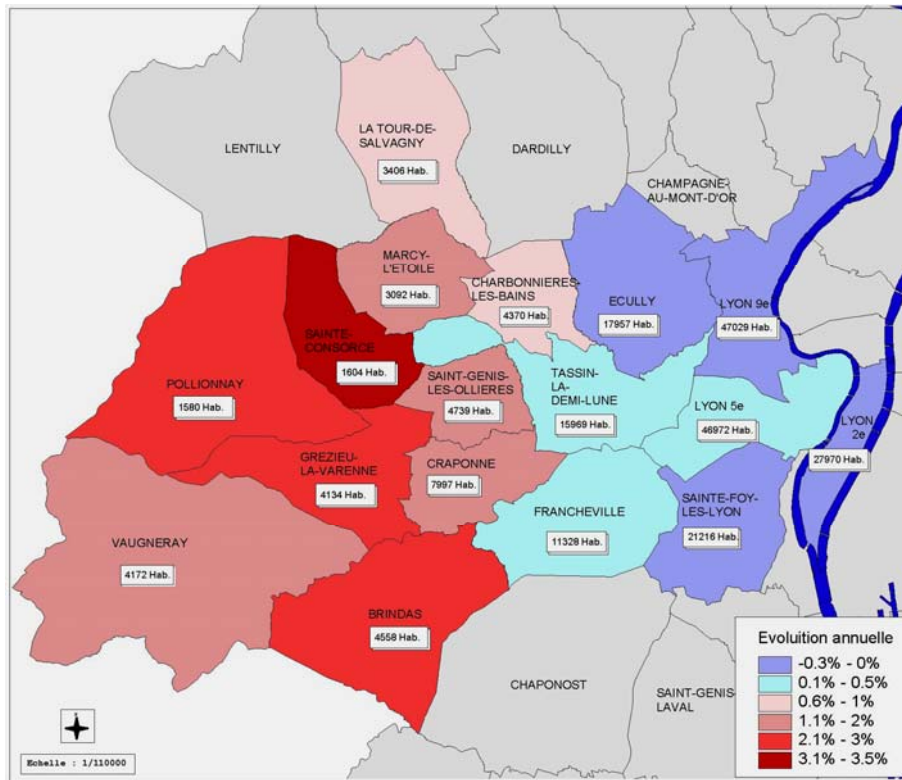 LA TOUR-DE-
SALVAGNY
3406 Hab.
LENTILLY
DARDILLY
CHAMPAGNE-
AU-MONT-D'OR
MARCY-
L'ETOILE
3092 Hab.
CHARBONNIERES-
LES-BAINS
4370 Hab.
ECULLY
17957 Hab.
LYON 9e
47029 Hab.
SAINTE-
CONSORCE
1604 Hab.
POLLIONNAY
1580 Hab.
SAINT-GENIS-
LES-OLLIERES
4739 Hab.
TASSIN-
LA-
DEMI-LUNE
15969 Hab.
LYON 5e
46972 Hab.
LYON
2e
27970 Hab.
GREZIEU-
LA-VARENNE
4134 Hab.
CRAPONNE
7997 Hab.
FRANCHEVILLE
11328 Hab.
SAINTE-FOY-
LES-LYON
21216 Hab.
VAUGNERAY
4172 Hab.
BRINDAS
4558 Hab.
CHAPONOST
SAINT-GENIS-
LAVAL
Evoluition annuelle
-0.3% - 0%
0.1% - 0.5%
0.6% - 1%
1.1% - 2%
2.1% - 3%
3.1% - 3.5%
Echelle : 1/110000